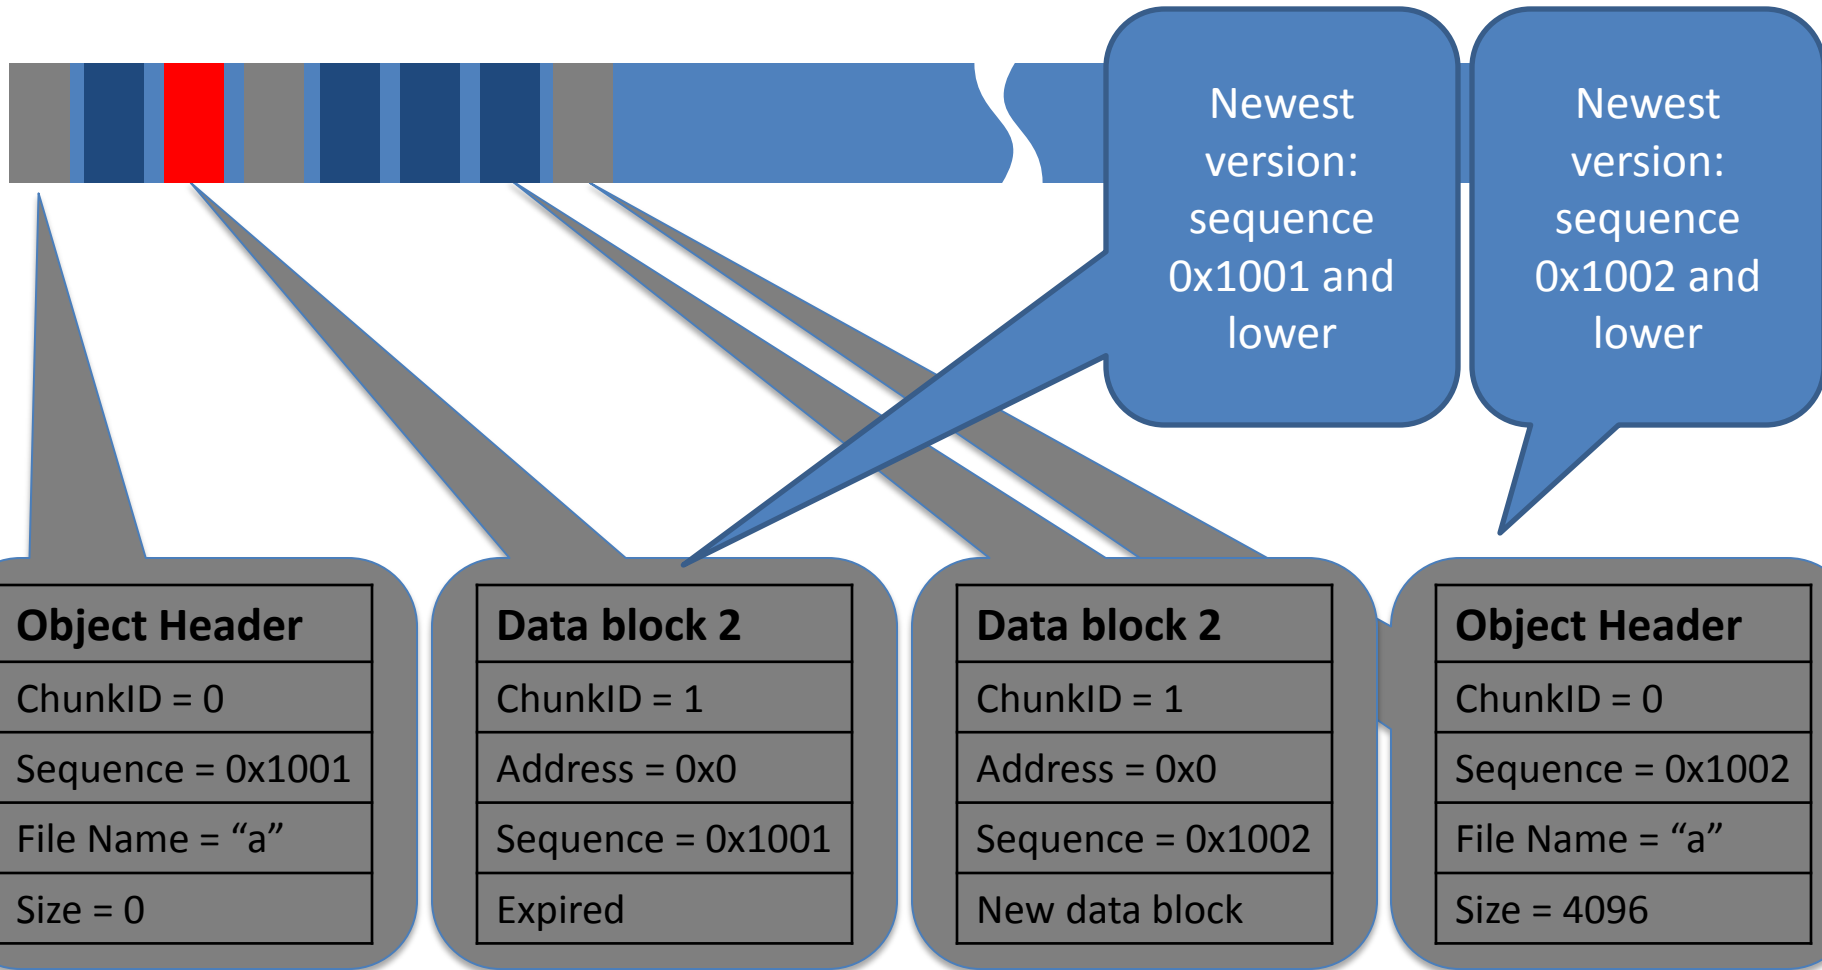 Newest
version:
sequence
0x1001 and
lower
Newest
version:
sequence
0x1002 and
lower
Object Header
ChunkID = 0
Sequence = 0x1001
File Name = “a”
Size = 0
Data block 2
ChunkID = 1
Address = 0x0
Sequence = 0x1001
Expired
Data block 2
ChunkID = 1
Address = 0x0
Sequence = 0x1002
New data block
Object Header
ChunkID = 0
Sequence = 0x1002
File Name = “a”
Size = 4096